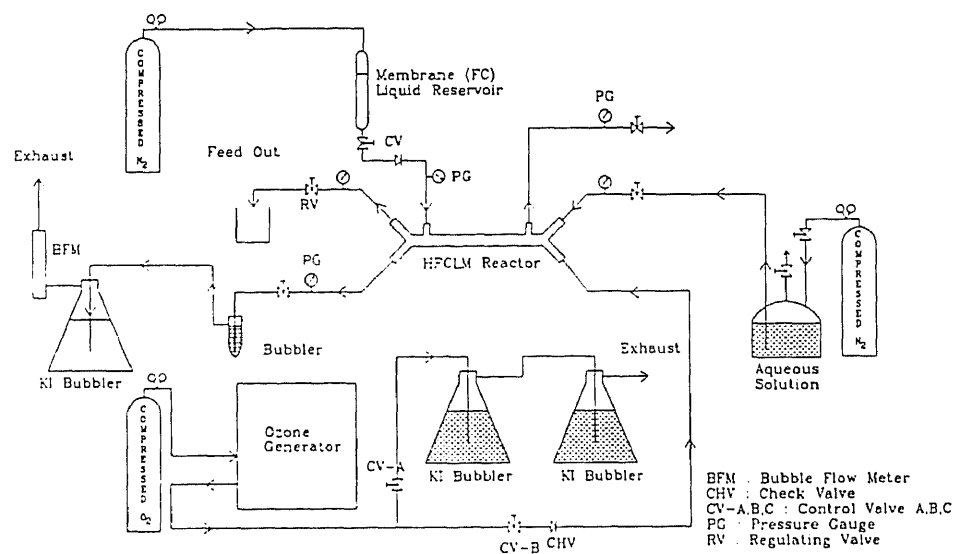 COMPRESSED N2
Membrane (FC)
Liquid Reservoir
PG
CV
Feed Out
Exhaust
PG
RV
BFM
PG
HFCLM Reactor
COMPRESSED N2
KI Bubbler
Bubbler
Exhaust
Aqueous
Solution
COMPRESSED O2
Ozone
Generator
CV-A
KI Bubbler
KI Bubbler
CV-B
CHV
BFM : Bubble Flow Meter
CHV : Check Valve
CV-A,B,C : Control Valve A,B,C
PG : Pressure Gauge
RV : Regulating Valve